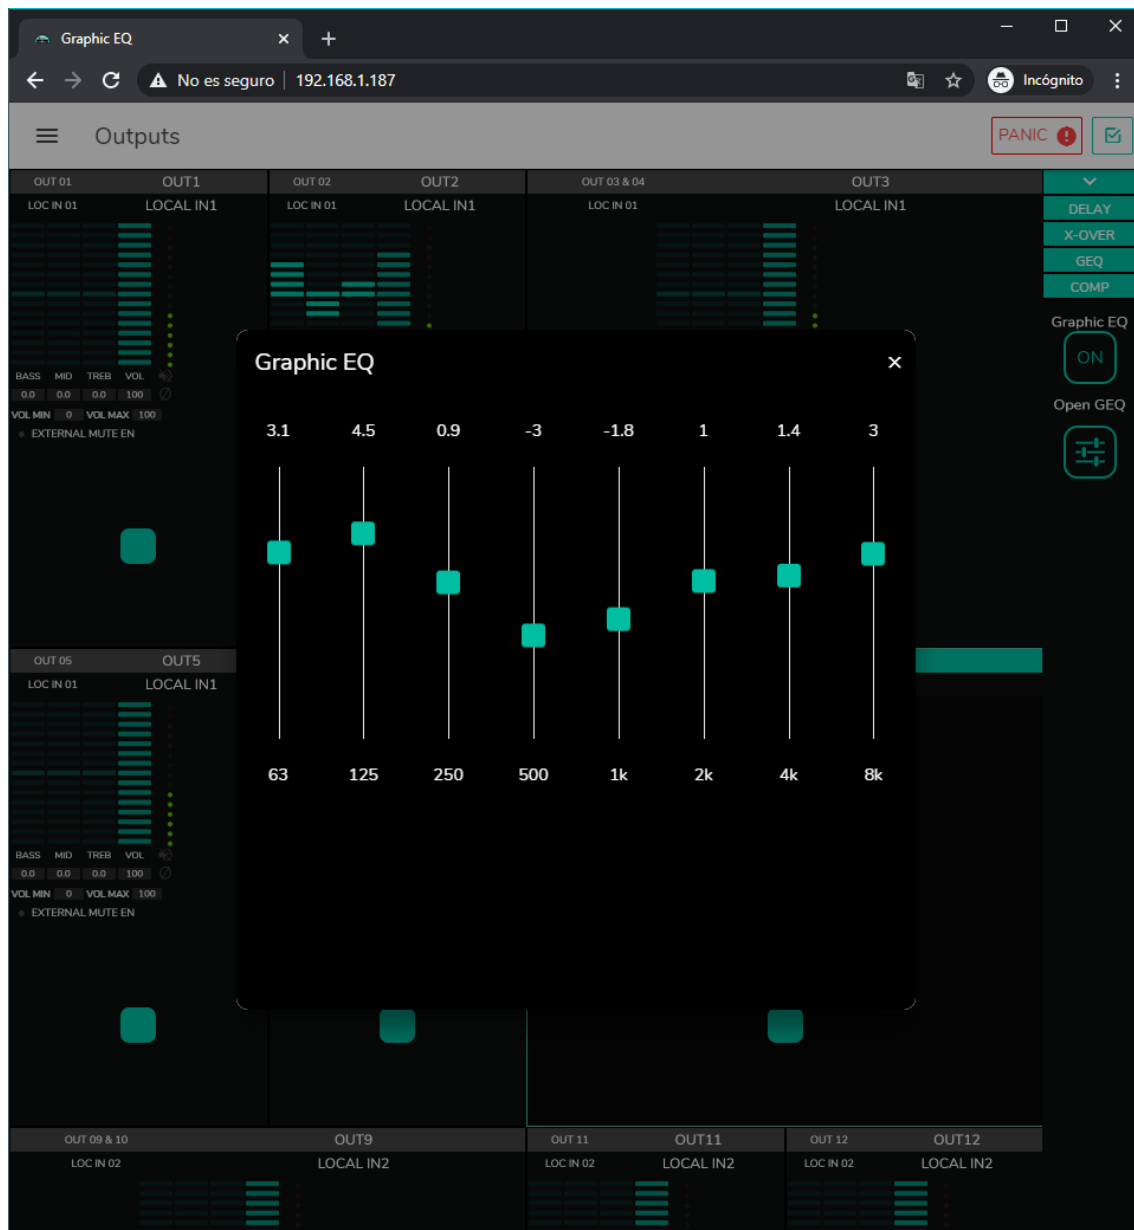 Graphic EQ
No es seguro 192.168.1.187 Incógnito
Outputs PANIC
OUT 01 OUT1 OUT 02 OUT2 OUT 03 & 04 OUT3
LOC IN 01 LOCAL IN1 LOC IN 01 LOCAL IN1 LOC IN 01 LOCAL IN1
DELAY
X-OVER
GEQ
COMP
Graphic EQ
ON
Open GEQ
BASS MID TREB VOL
0.0 0.0 0.0 100
VOL MIN 0 VOL MAX 100
EXTERNAL MUTE EN
Graphic EQ
3.1 4.5 0.9 -3 -1.8 1 1.4 3
63 125 250 500 1k 2k 4k 8k
OUT 05 OUT5
LOC IN 01 LOCAL IN1
BASS MID TREB VOL
0.0 0.0 0.0 100
VOL MIN 0 VOL MAX 100
EXTERNAL MUTE EN
OUT 09 & 10 OUT9 OUT 11 OUT11 OUT 12 OUT12
LOC IN 02 LOCAL IN2 LOC IN 02 LOCAL IN2 LOC IN 02 LOCAL IN2